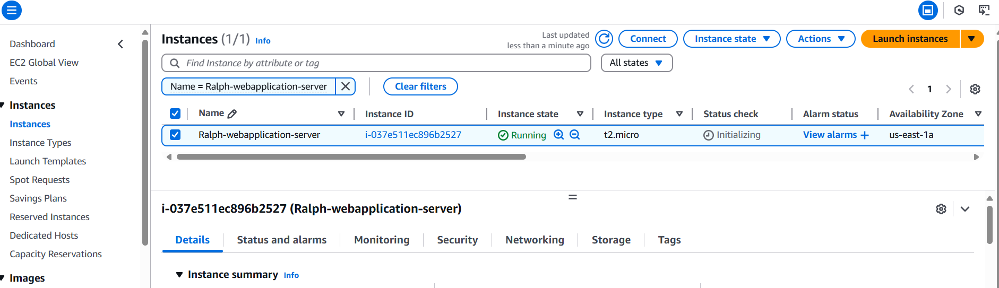 Dashboard
EC2 Global View
Events
Instances
Instances
Instance Types
Launch Templates
Spot Requests
Savings Plans
Reserved Instances
Dedicated Hosts
Capacity Reservations
Images
Instances (1/1) Info
Last updated
less than a minute ago
Connect
Instance state
Actions
Launch instances
Find Instance by attribute or tag
All states
Name = Ralph-webapplication-server
Clear filters
1
Name Instance ID Instance state Instance type Status check Alarm status Availability Zone
Ralph-webapplication-server i-037e511ec896b2527 Running t2.micro Initializing View alarms + us-east-1a
i-037e511ec896b2527 (Ralph-webapplication-server)
Details Status and alarms Monitoring Security Networking Storage Tags
Instance summary Info